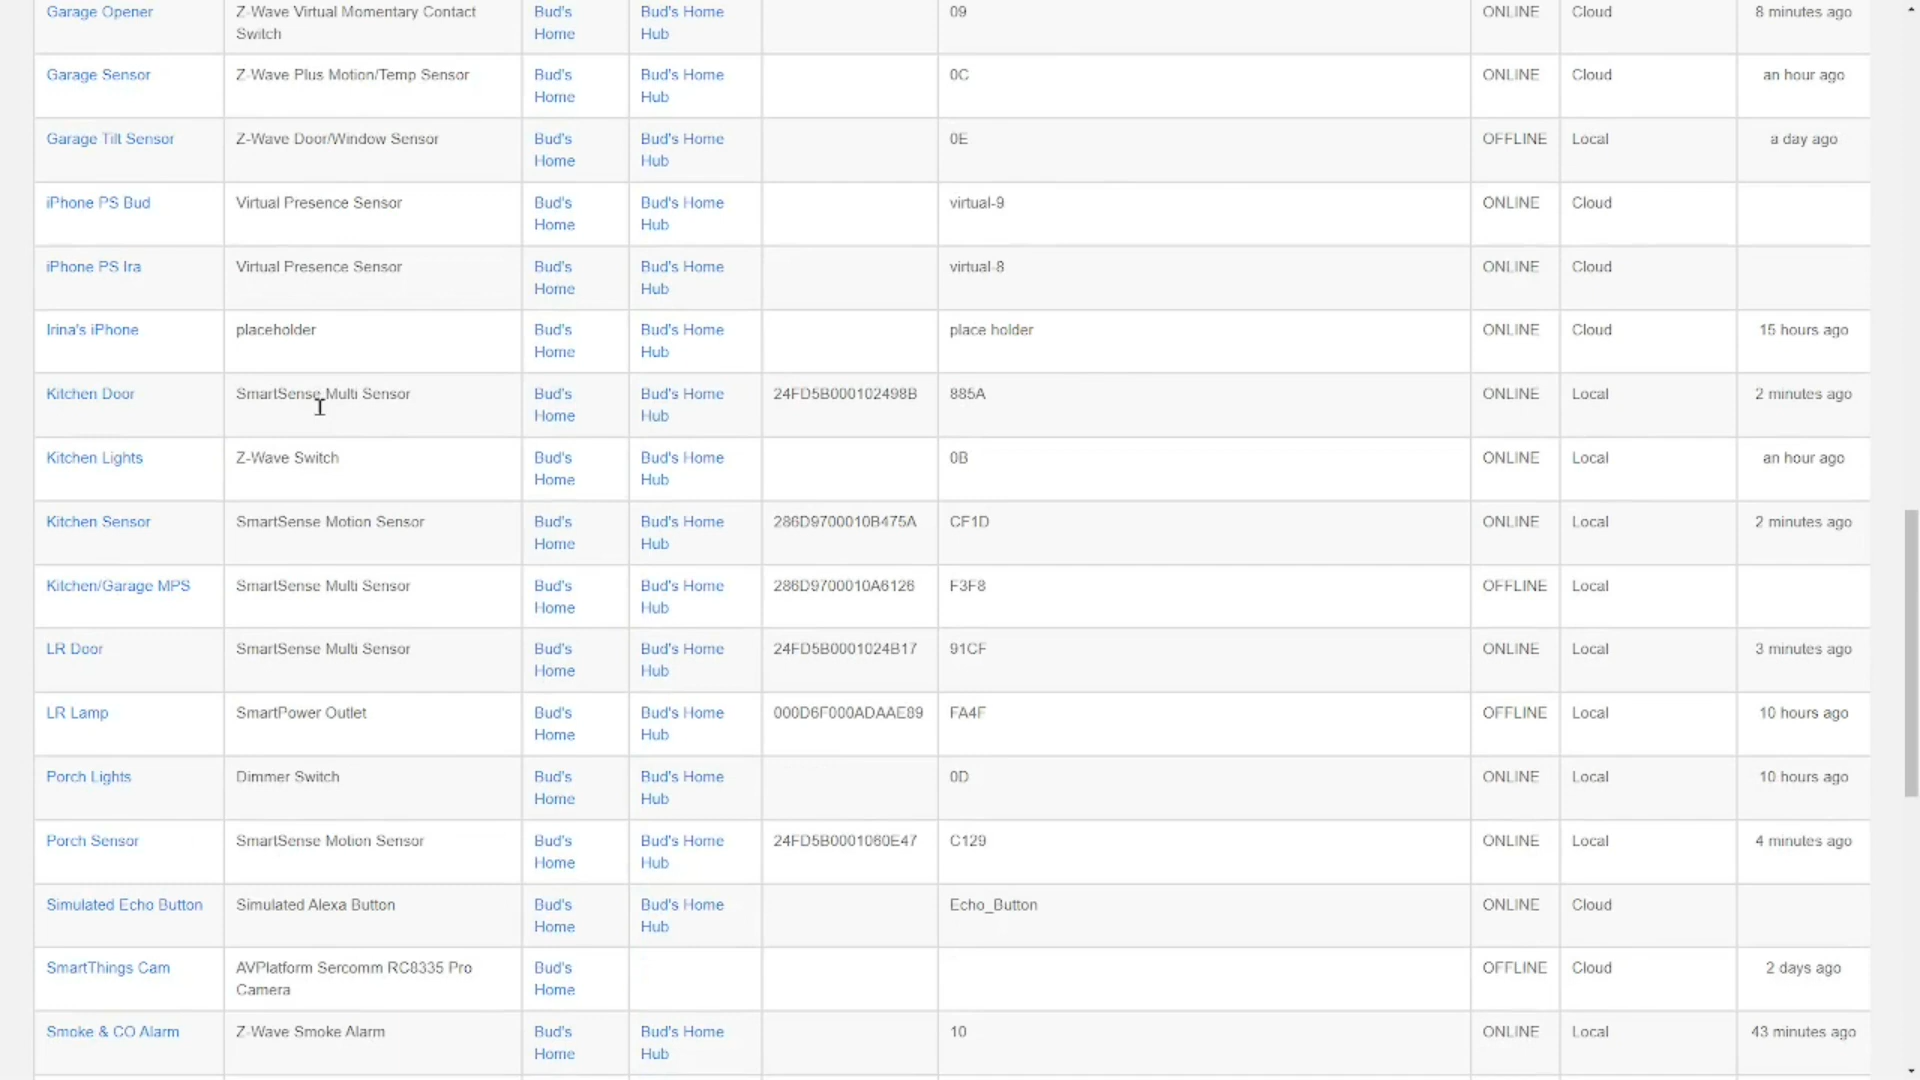 Garage Opener Z-Wave Virtual Momentary Contact Bud's Bud's Home 09 ONLINE Cloud 8 minutes ago
Switch Home Hub
Garage Sensor Z-Wave Plus Motion/Temp Sensor Bud's Bud's Home 0C ONLINE Cloud an hour ago
Home Hub
Garage Tilt Sensor Z-Wave Door/Window Sensor Bud's Bud's Home 0E OFFLINE Local a day ago
Home Hub
iPhone PS Bud Virtual Presence Sensor Bud's Bud's Home virtual-9 ONLINE Cloud
Home Hub
iPhone PS Ira Virtual Presence Sensor Bud's Bud's Home virtual-8 ONLINE Cloud
Home Hub
Irina's iPhone placeholder Bud's Bud's Home place holder ONLINE Cloud 15 hours ago
Home Hub
Kitchen Door SmartSense Multi Sensor Bud's Bud's Home 24FD5B000102498B 885A ONLINE Local 2 minutes ago
Home Hub
Kitchen Lights Z-Wave Switch Bud's Bud's Home 0B ONLINE Local an hour ago
Home Hub
Kitchen Sensor SmartSense Motion Sensor Bud's Bud's Home 286D9700010B475A CF1D ONLINE Local 2 minutes ago
Home Hub
Kitchen/Garage MPS SmartSense Multi Sensor Bud's Bud's Home 286D9700010A6126 F3F8 OFFLINE Local
Home Hub
LR Door SmartSense Multi Sensor Bud's Bud's Home 24FD5B0001024B17 91CF ONLINE Local 3 minutes ago
Home Hub
LR Lamp SmartPower Outlet Bud's Bud's Home 000D6F000ADAAE89 FA4F OFFLINE Local 10 hours ago
Home Hub
Porch Lights Dimmer Switch Bud's Bud's Home 0D ONLINE Local 10 hours ago
Home Hub
Porch Sensor SmartSense Motion Sensor Bud's Bud's Home 24FD5B0001060E47 C129 ONLINE Local 4 minutes ago
Home Hub
Simulated Echo Button Simulated Alexa Button Bud's Bud's Home Echo_Button ONLINE Cloud
Home Hub
SmartThings Cam AVPlatform Sercomm RC8335 Pro Bud's OFFLINE Cloud 2 days ago
Camera Home
Smoke & CO Alarm Z-Wave Smoke Alarm Bud's Bud's Home 10 ONLINE Local 43 minutes ago
Home Hub